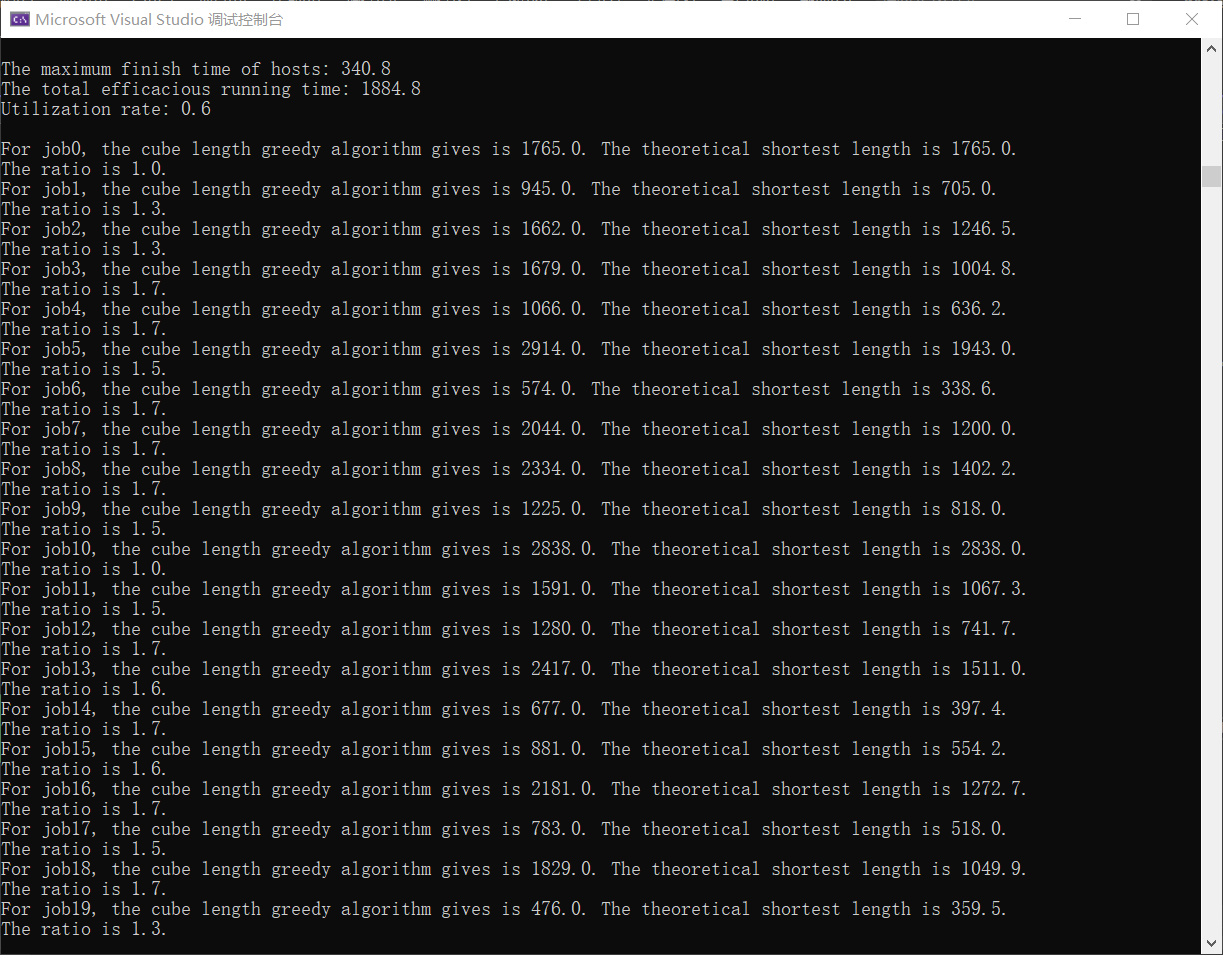 C:\ Microsoft Visual Studio 调试控制台
The maximum finish time of hosts: 340.8
The total efficacious running time: 1884.8
Utilization rate: 0.6
For job0, the cube length greedy algorithm gives is 1765.0. The theoretical shortest length is 1765.0.
The ratio is 1.0.
For job1, the cube length greedy algorithm gives is 945.0. The theoretical shortest length is 705.0.
The ratio is 1.3.
For job2, the cube length greedy algorithm gives is 1662.0. The theoretical shortest length is 1246.5.
The ratio is 1.3.
For job3, the cube length greedy algorithm gives is 1679.0. The theoretical shortest length is 1004.8.
The ratio is 1.7.
For job4, the cube length greedy algorithm gives is 1066.0. The theoretical shortest length is 636.2.
The ratio is 1.7.
For job5, the cube length greedy algorithm gives is 2914.0. The theoretical shortest length is 1943.0.
The ratio is 1.5.
For job6, the cube length greedy algorithm gives is 574.0. The theoretical shortest length is 338.6.
The ratio is 1.7.
For job7, the cube length greedy algorithm gives is 2044.0. The theoretical shortest length is 1200.0.
The ratio is 1.7.
For job8, the cube length greedy algorithm gives is 2334.0. The theoretical shortest length is 1402.2.
The ratio is 1.7.
For job9, the cube length greedy algorithm gives is 1225.0. The theoretical shortest length is 818.0.
The ratio is 1.5.
For job10, the cube length greedy algorithm gives is 2838.0. The theoretical shortest length is 2838.0.
The ratio is 1.0.
For job11, the cube length greedy algorithm gives is 1591.0. The theoretical shortest length is 1067.3.
The ratio is 1.5.
For job12, the cube length greedy algorithm gives is 1280.0. The theoretical shortest length is 741.7.
The ratio is 1.7.
For job13, the cube length greedy algorithm gives is 2417.0. The theoretical shortest length is 1511.0.
The ratio is 1.6.
For job14, the cube length greedy algorithm gives is 677.0. The theoretical shortest length is 397.4.
The ratio is 1.7.
For job15, the cube length greedy algorithm gives is 881.0. The theoretical shortest length is 554.2.
The ratio is 1.6.
For job16, the cube length greedy algorithm gives is 2181.0. The theoretical shortest length is 1272.7.
The ratio is 1.7.
For job17, the cube length greedy algorithm gives is 783.0. The theoretical shortest length is 518.0.
The ratio is 1.5.
For job18, the cube length greedy algorithm gives is 1829.0. The theoretical shortest length is 1049.9.
The ratio is 1.7.
For job19, the cube length greedy algorithm gives is 476.0. The theoretical shortest length is 359.5.
The ratio is 1.3.